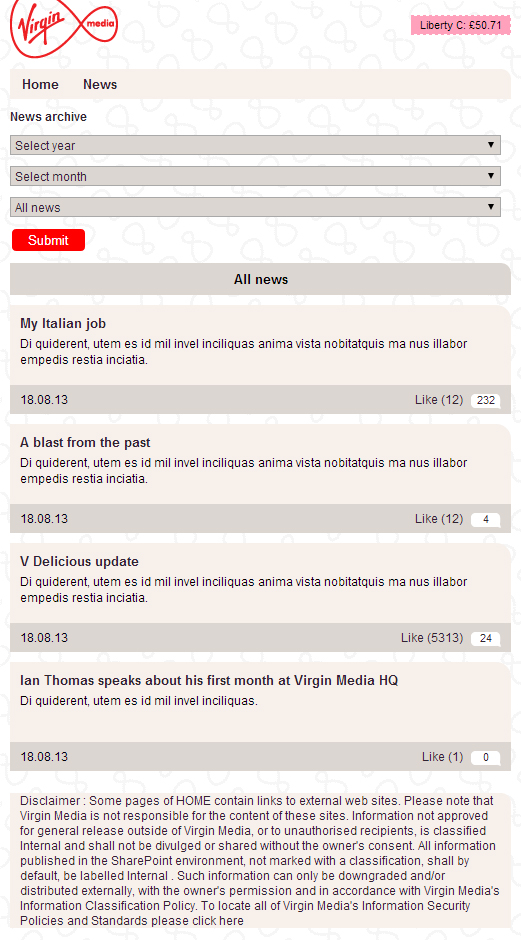 Virgin media
Liberty C: £50.71
Home News
News archive
Select year
Select month
All news
Submit
All news
My Italian job
Di quiderent, utem es id mil invel inciliquas anima vista nobitatquis ma nus illabor
empedis restia inciatia.
18.08.13 Like (12) 232
A blast from the past
Di quiderent, utem es id mil invel inciliquas anima vista nobitatquis ma nus illabor
empedis restia inciatia.
18.08.13 Like (12) 4
V Delicious update
Di quiderent, utem es id mil invel inciliquas anima vista nobitatquis ma nus illabor
empedis restia inciatia.
18.08.13 Like (5313) 24
Ian Thomas speaks about his first month at Virgin Media HQ
Di quiderent, utem es id mil invel inciliquas.
18.08.13 Like (1) 0
Disclaimer : Some pages of HOME contain links to external web sites. Please note that
Virgin Media is not responsible for the content of these sites. Information not approved
for general release outside of Virgin Media, or to unauthorised recipients, is classified
Internal and shall not be divulged or shared without the owner's consent. All information
published in the SharePoint environment, not marked with a classification, shall by
default, be labelled Internal . Such information can only be downgraded and/or
distributed externally, with the owner's permission and in accordance with Virgin Media's
Information Classification Policy. To locate all of Virgin Media's Information Security
Policies and Standards please click here